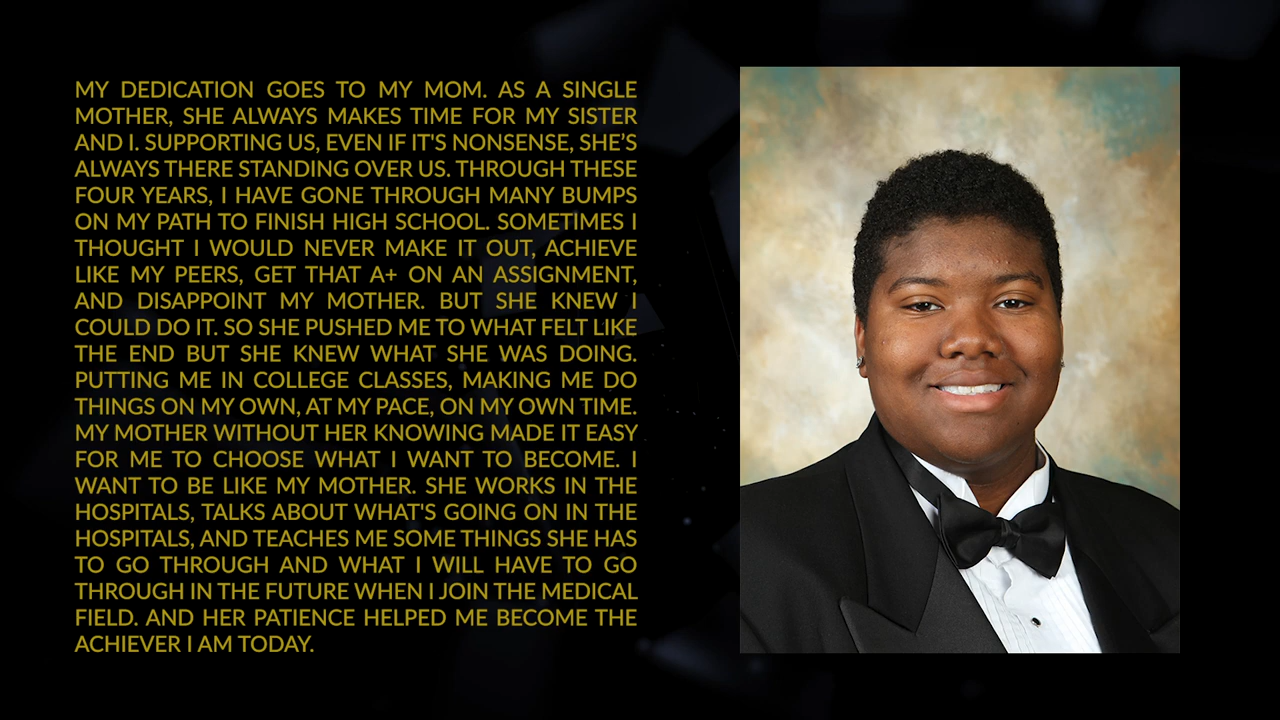 MY DEDICATION GOES TO MY MOM. AS A SINGLE
MOTHER, SHE ALWAYS MAKES TIME FOR MY SISTER
AND I. SUPPORTING US, EVEN IF IT'S NONSENSE, SHE’S
ALWAYS THERE STANDING OVER US. THROUGH THESE
FOUR YEARS, I HAVE GONE THROUGH MANY BUMPS
ON MY PATH TO FINISH HIGH SCHOOL. SOMETIMES I
THOUGHT I WOULD NEVER MAKE IT OUT, ACHIEVE
LIKE MY PEERS, GET THAT A+ ON AN ASSIGNMENT,
AND DISAPPOINT MY MOTHER. BUT SHE KNEW I
COULD DO IT. SO SHE PUSHED ME TO WHAT FELT LIKE
THE END BUT SHE KNEW WHAT SHE WAS DOING.
PUTTING ME IN COLLEGE CLASSES, MAKING ME DO
THINGS ON MY OWN, AT MY PACE, ON MY OWN TIME.
MY MOTHER WITHOUT HER KNOWING MADE IT EASY
FOR ME TO CHOOSE WHAT I WANT TO BECOME. I
WANT TO BE LIKE MY MOTHER. SHE WORKS IN THE
HOSPITALS, TALKS ABOUT WHAT'S GOING ON IN THE
HOSPITALS, AND TEACHES ME SOME THINGS SHE HAS
TO GO THROUGH AND WHAT I WILL HAVE TO GO
THROUGH IN THE FUTURE WHEN I JOIN THE MEDICAL
FIELD. AND HER PATIENCE HELPED ME BECOME THE
ACHIEVER I AM TODAY.